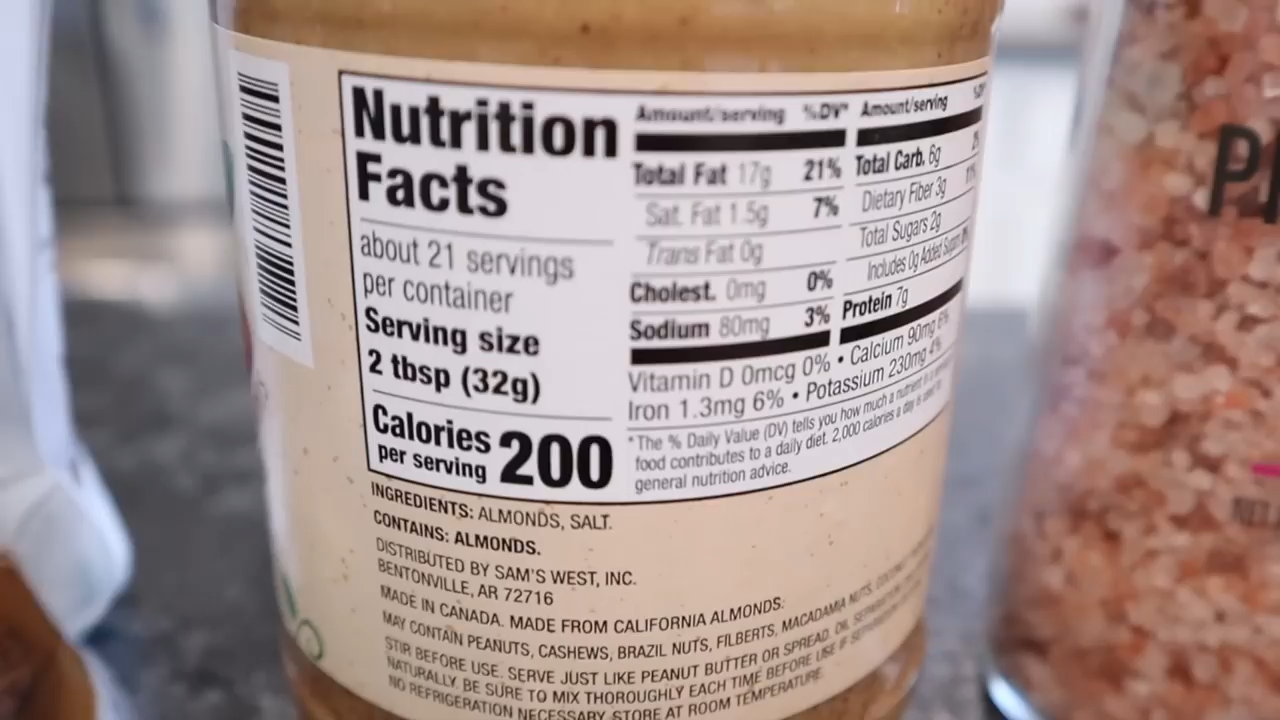 Nutrition
Facts
about 21 servings
per container
Serving size
2 tbsp (32g)
Calories
per serving
200
Amount/serving %DV*
Total Fat 17g 21%
Sat. Fat 1.5g 7%
Trans Fat 0g
Cholest. 0mg 0%
Sodium 80mg 3%
Amount/serving
Total Carb. 6g
Dietary Fiber 3g
Total Sugars 2g
Includes 0g Added Sugars
Protein 7g
Vitamin D 0mcg 0% • Calcium 90mg 6%
Iron 1.3mg 6% • Potassium 230mg 4%
*The % Daily Value (DV) tells you how much a nutrient in a
food contributes to a daily diet. 2,000 calories a day is used
general nutrition advice.
INGREDIENTS: ALMONDS, SALT.
CONTAINS: ALMONDS.
DISTRIBUTED BY SAM'S WEST, INC.
BENTONVILLE, AR 72716
MADE IN CANADA. MADE FROM CALIFORNIA ALMONDS:
MAY CONTAIN PEANUTS, CASHEWS, BRAZIL NUTS, FILBERTS, MACADAMIA NUTS,
STIR BEFORE USE. SERVE JUST LIKE PEANUT BUTTER OR SPREAD. OIL
NATURALLY. BE SURE TO MIX THOROUGHLY EACH TIME BEFORE USE IF
NO REFRIGERATION NECESSARY. STORE AT ROOM TEMPERATURE.